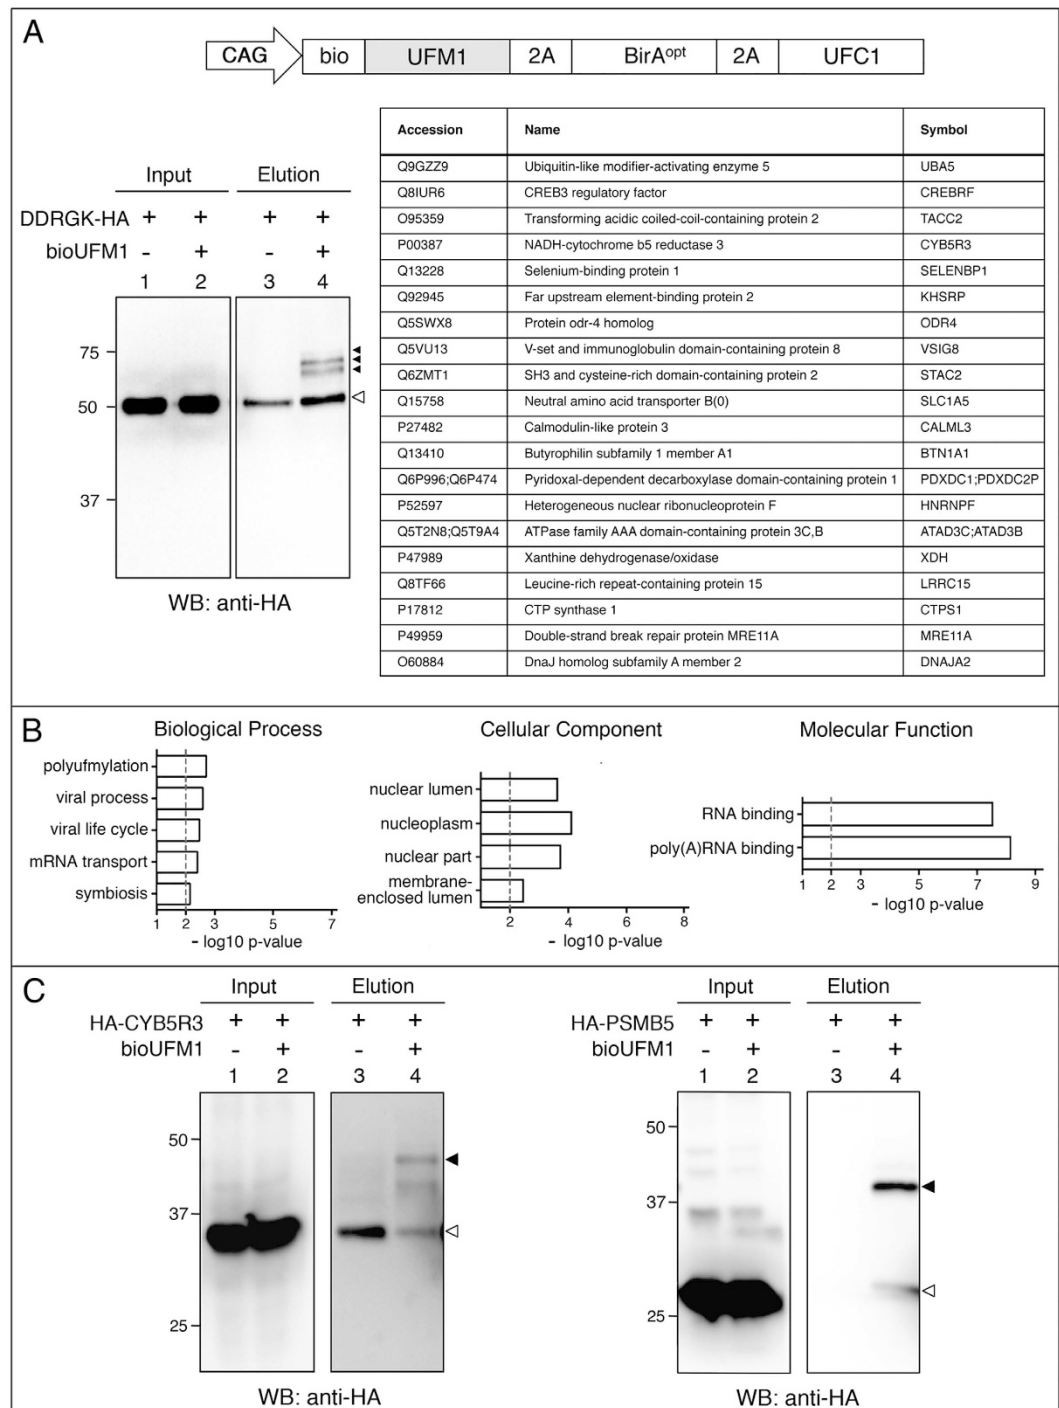 A
CAG bio UFM1 2A BirAopt 2A UFC1
Input Elution
DDRGK-HA + + + +
bioUFM1 - + - +
1 2 3 4
75
50
37
WB: anti-HA
Accession Name Symbol
Q9GZZ9 Ubiquitin-like modifier-activating enzyme 5 UBA5
Q8IUR6 CREB3 regulatory factor CREBRF
O95359 Transforming acidic coiled-coil-containing protein 2 TACC2
P00387 NADH-cytochrome b5 reductase 3 CYB5R3
Q13228 Selenium-binding protein 1 SELENBP1
Q92945 Far upstream element-binding protein 2 KHSRP
Q5SWX8 Protein odr-4 homolog ODR4
Q5VU13 V-set and immunoglobulin domain-containing protein 8 VSIG8
Q6ZMT1 SH3 and cysteine-rich domain-containing protein 2 STAC2
Q15758 Neutral amino acid transporter B(0) SLC1A5
P27482 Calmodulin-like protein 3 CALML3
Q13410 Butyrophilin subfamily 1 member A1 BTN1A1
Q6P996;Q6P474 Pyridoxal-dependent decarboxylase domain-containing protein 1 PDXDC1;PDXDC2P
P52597 Heterogeneous nuclear ribonucleoprotein F HNRNPF
Q5T2N8;Q5T9A4 ATPase family AAA domain-containing protein 3C,B ATAD3C;ATAD3B
P47989 Xanthine dehydrogenase/oxidase XDH
Q8TF66 Leucine-rich repeat-containing protein 15 LRRC15
P17812 CTP synthase 1 CTPS1
P49959 Double-strand break repair protein MRE11A MRE11A
O60884 DnaJ homolog subfamily A member 2 DNAJA2
B
Biological Process
polyufmylation
viral process
viral life cycle
mRNA transport
symbiosis
1 2 3 5 7
- log10 p-value
Cellular Component
nuclear lumen
nucleoplasm
nuclear part
membrane-
enclosed lumen
2 4 6 8
- log10 p-value
Molecular Function
RNA binding
poly(A)RNA binding
1 2 3 5 7 9
- log10 p-value
C
Input Elution
HA-CYB5R3 + + + +
bioUFM1 - + - +
1 2 3 4
50
37
25
WB: anti-HA
Input Elution
HA-PSMB5 + + + +
bioUFM1 - + - +
1 2 3 4
50
37
25
WB: anti-HA